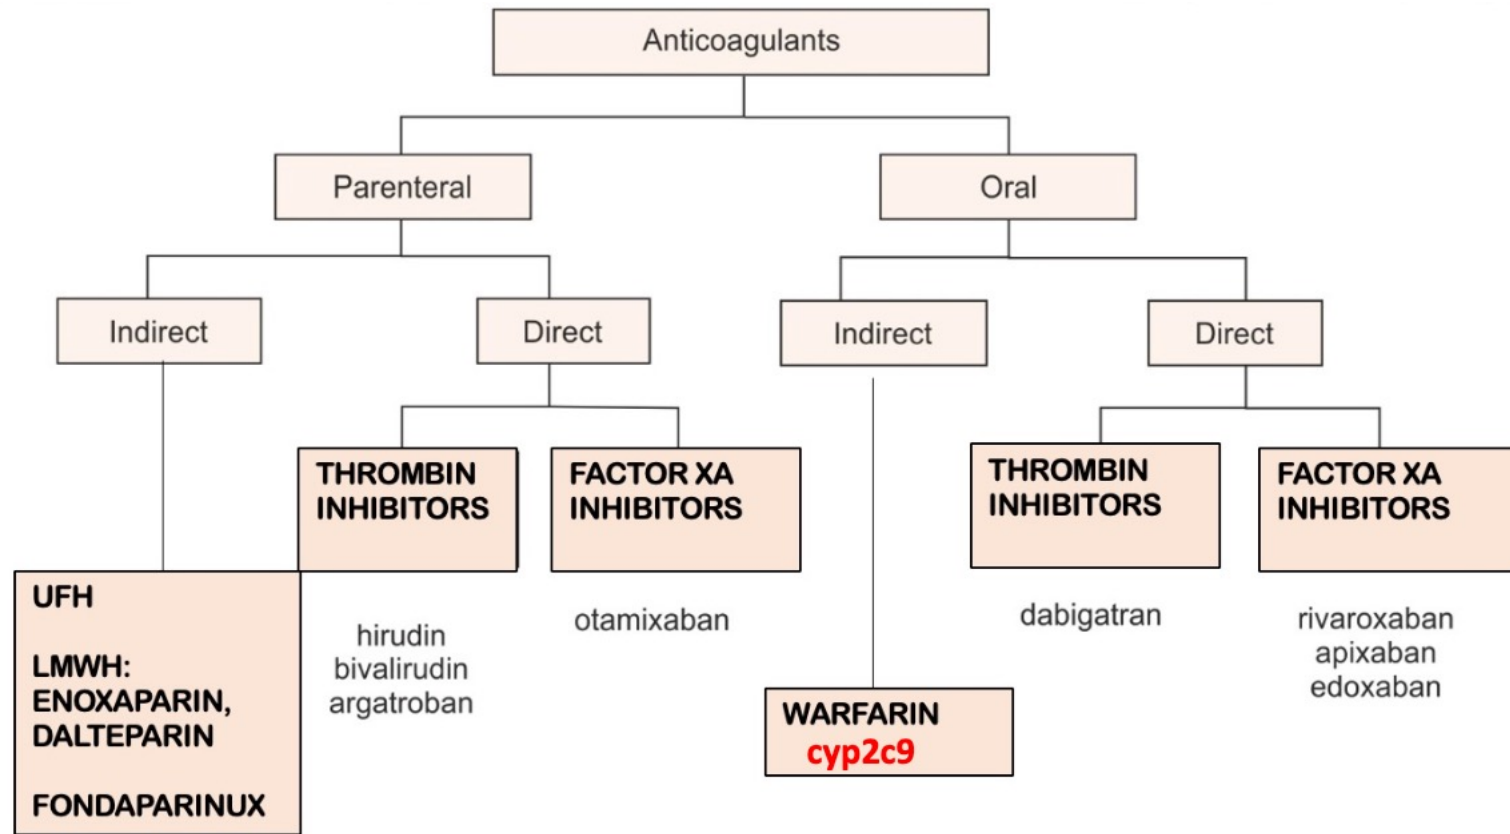 Anticoagulants
Parenteral
Oral
Indirect
Direct
Indirect
Direct
THROMBIN
INHIBITORS
FACTOR XA
INHIBITORS
THROMBIN
INHIBITORS
FACTOR XA
INHIBITORS
UFH
LMWH:
ENOXAPARIN,
DALTEPARIN
FONDAPARINUX
hirudin
bivalirudin
argatroban
otamixaban
WARFARIN
cyp2c9
dabigatran
rivaroxaban
apixaban
edoxaban